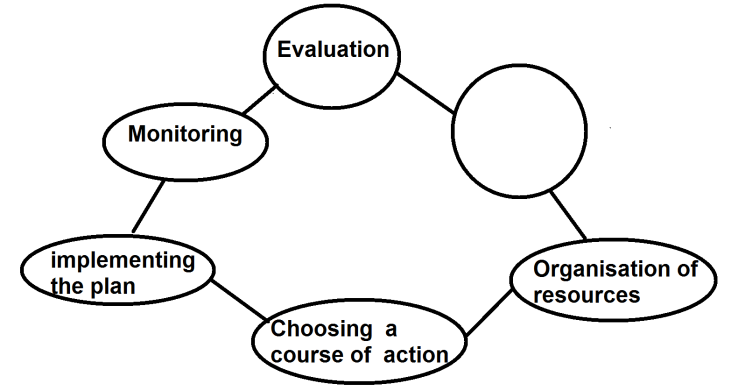 Evaluation
Monitoring
implementing
the plan
Organisation of
resources
Choosing a
course of action